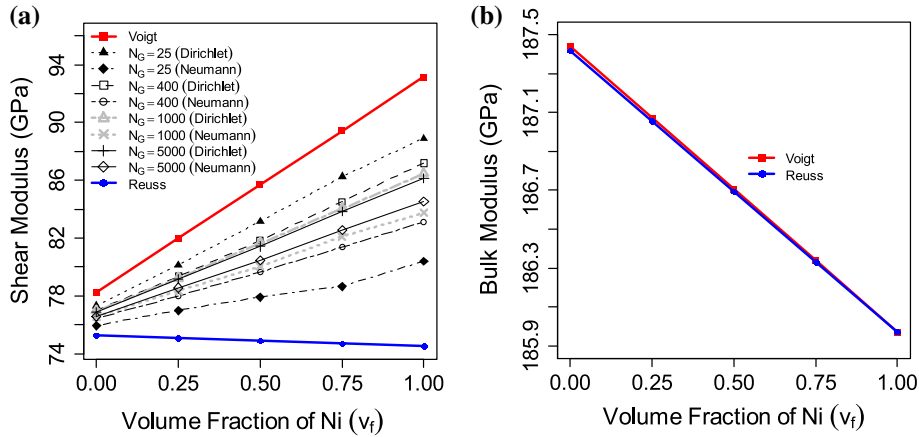 (a)
Shear Modulus (GPa)
94
90
86
82
78
74
Voigt
N_G = 25 (Dirichlet)
N_G = 25 (Neumann)
N_G = 400 (Dirichlet)
N_G = 400 (Neumann)
N_G = 1000 (Dirichlet)
N_G = 1000 (Neumann)
N_G = 5000 (Dirichlet)
N_G = 5000 (Neumann)
Reuss
0.00 0.25 0.50 0.75 1.00
Volume Fraction of Ni (v_f)
(b)
Bulk Modulus (GPa)
187.5
187.1
186.7
186.3
185.9
Voigt
Reuss
0.00 0.25 0.50 0.75 1.00
Volume Fraction of Ni (v_f)